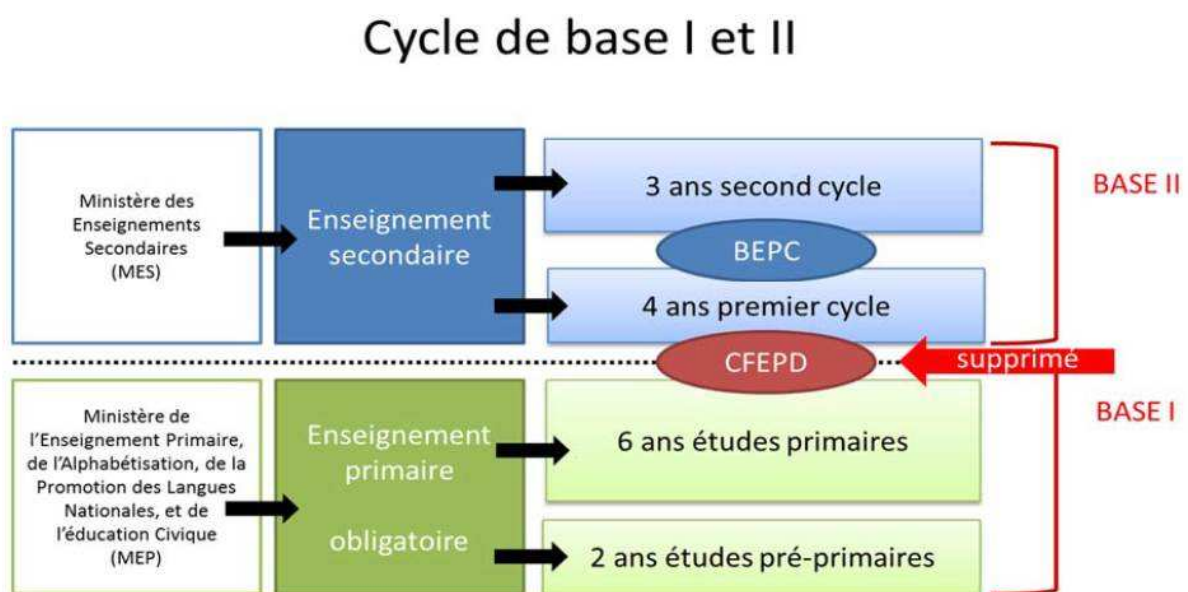 Cycle de base I et II
Ministère des
Enseignements
Secondaires
(MES)
Enseignement
secondaire
3 ans second cycle
BEPC
4 ans premier cycle
BASE II
CFEPD
supprimé
Ministère de
l'Enseignement Primaire,
de l'Alphabétisation, de la
Promotion des Langues
Nationales, et de
l'éducation Civique
(MEP)
Enseignement
primaire
obligatoire
6 ans études primaires
2 ans études pré-primaires
BASE I